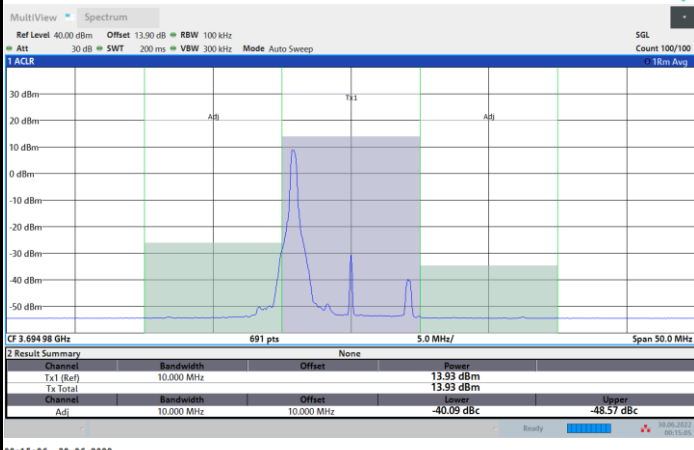 MultiView Spectrum
Ref Level 40.00 dBm Offset 13.90 dB RBW 100 kHz SGL
Att 30 dB SWT 200 ms VBW 300 kHz Mode Auto Sweep Count 100/100
1 ACLR 1Rm Avg
30 dBm
Tx1
20 dBm
Adj Adj
10 dBm
0 dBm
-10 dBm
-20 dBm
-30 dBm
-40 dBm
-50 dBm
CF 3.694 98 GHz 691 pts 5.0 MHz/ Span 50.0 MHz
2 Result Summary None
Channel Bandwidth Offset Power
Tx1 (Ref) 10.000 MHz 13.93 dBm
Tx Total 13.93 dBm
Channel Bandwidth Offset Lower Upper
Adj 10.000 MHz 10.000 MHz -40.09 dBc -48.57 dBc
Ready 30.06.2022
00:15:05